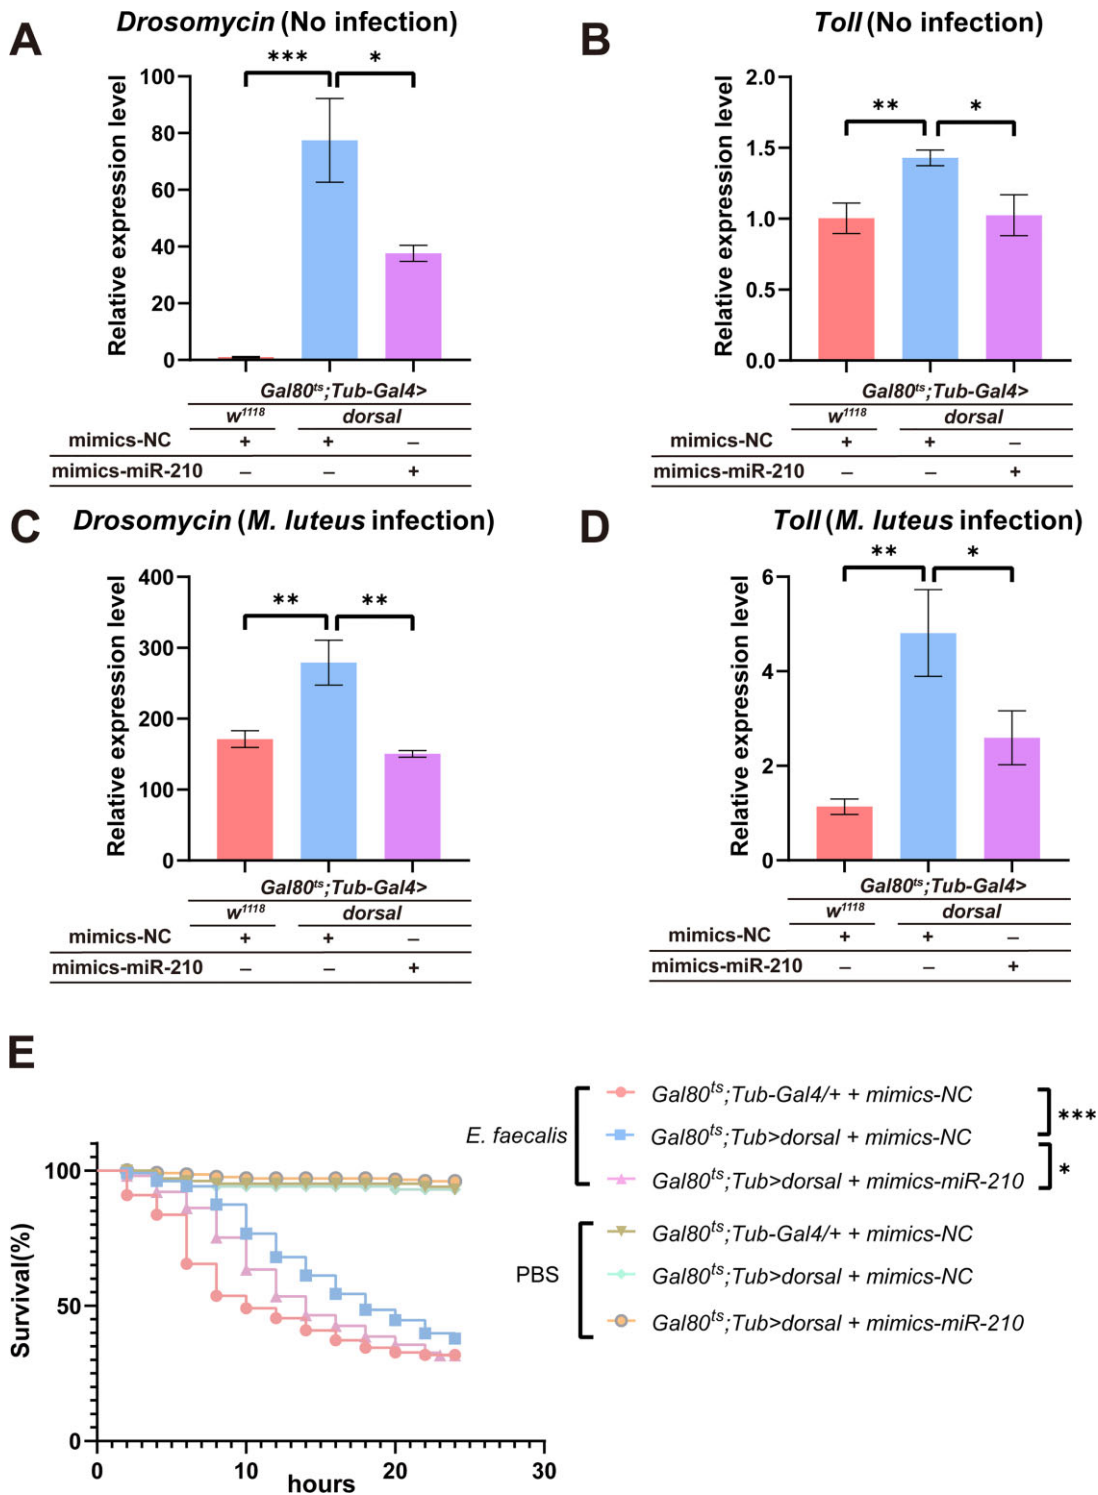 A
Drosomycin (No infection)
*** *
Relative expression level
100
80
60
40
20
0
Gal80ts;Tub-Gal4>
w1118 dorsal
mimics-NC + + –
mimics-miR-210 – – +
B
Toll (No infection)
** *
Relative expression level
2.0
1.5
1.0
0.5
0.0
Gal80ts;Tub-Gal4>
w1118 dorsal
mimics-NC + + –
mimics-miR-210 – – +
C
Drosomycin (M. luteus infection)
** **
Relative expression level
400
300
200
100
0
Gal80ts;Tub-Gal4>
w1118 dorsal
mimics-NC + + –
mimics-miR-210 – – +
D
Toll (M. luteus infection)
** *
Relative expression level
6
4
2
0
Gal80ts;Tub-Gal4>
w1118 dorsal
mimics-NC + + –
mimics-miR-210 – – +
E
Survival(%)
100
50
0
0 10 20 30
hours
E. faecalis
Gal80ts;Tub-Gal4/+ + mimics-NC
Gal80ts;Tub>dorsal + mimics-NC
Gal80ts;Tub>dorsal + mimics-miR-210
***
*
PBS
Gal80ts;Tub-Gal4/+ + mimics-NC
Gal80ts;Tub>dorsal + mimics-NC
Gal80ts;Tub>dorsal + mimics-miR-210